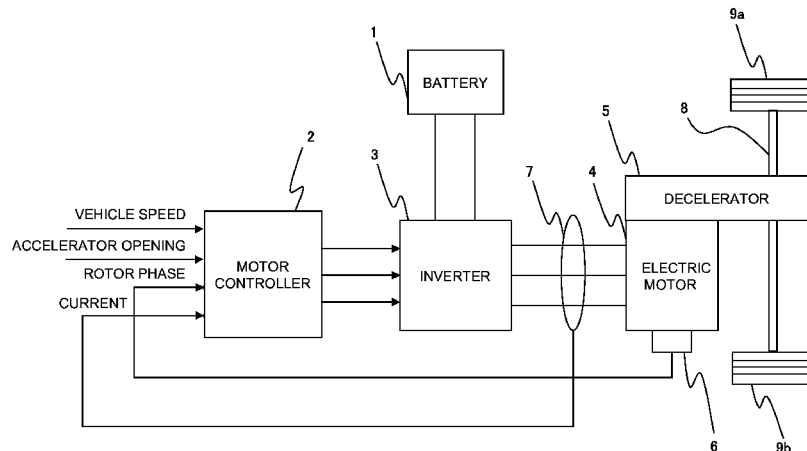 9a
1
BATTERY
8
5
2
3
7
4
DECELERATOR
VEHICLE SPEED
ACCELERATOR OPENING
ROTOR PHASE
CURRENT
MOTOR
CONTROLLER
INVERTER
ELECTRIC
MOTOR
6
9b